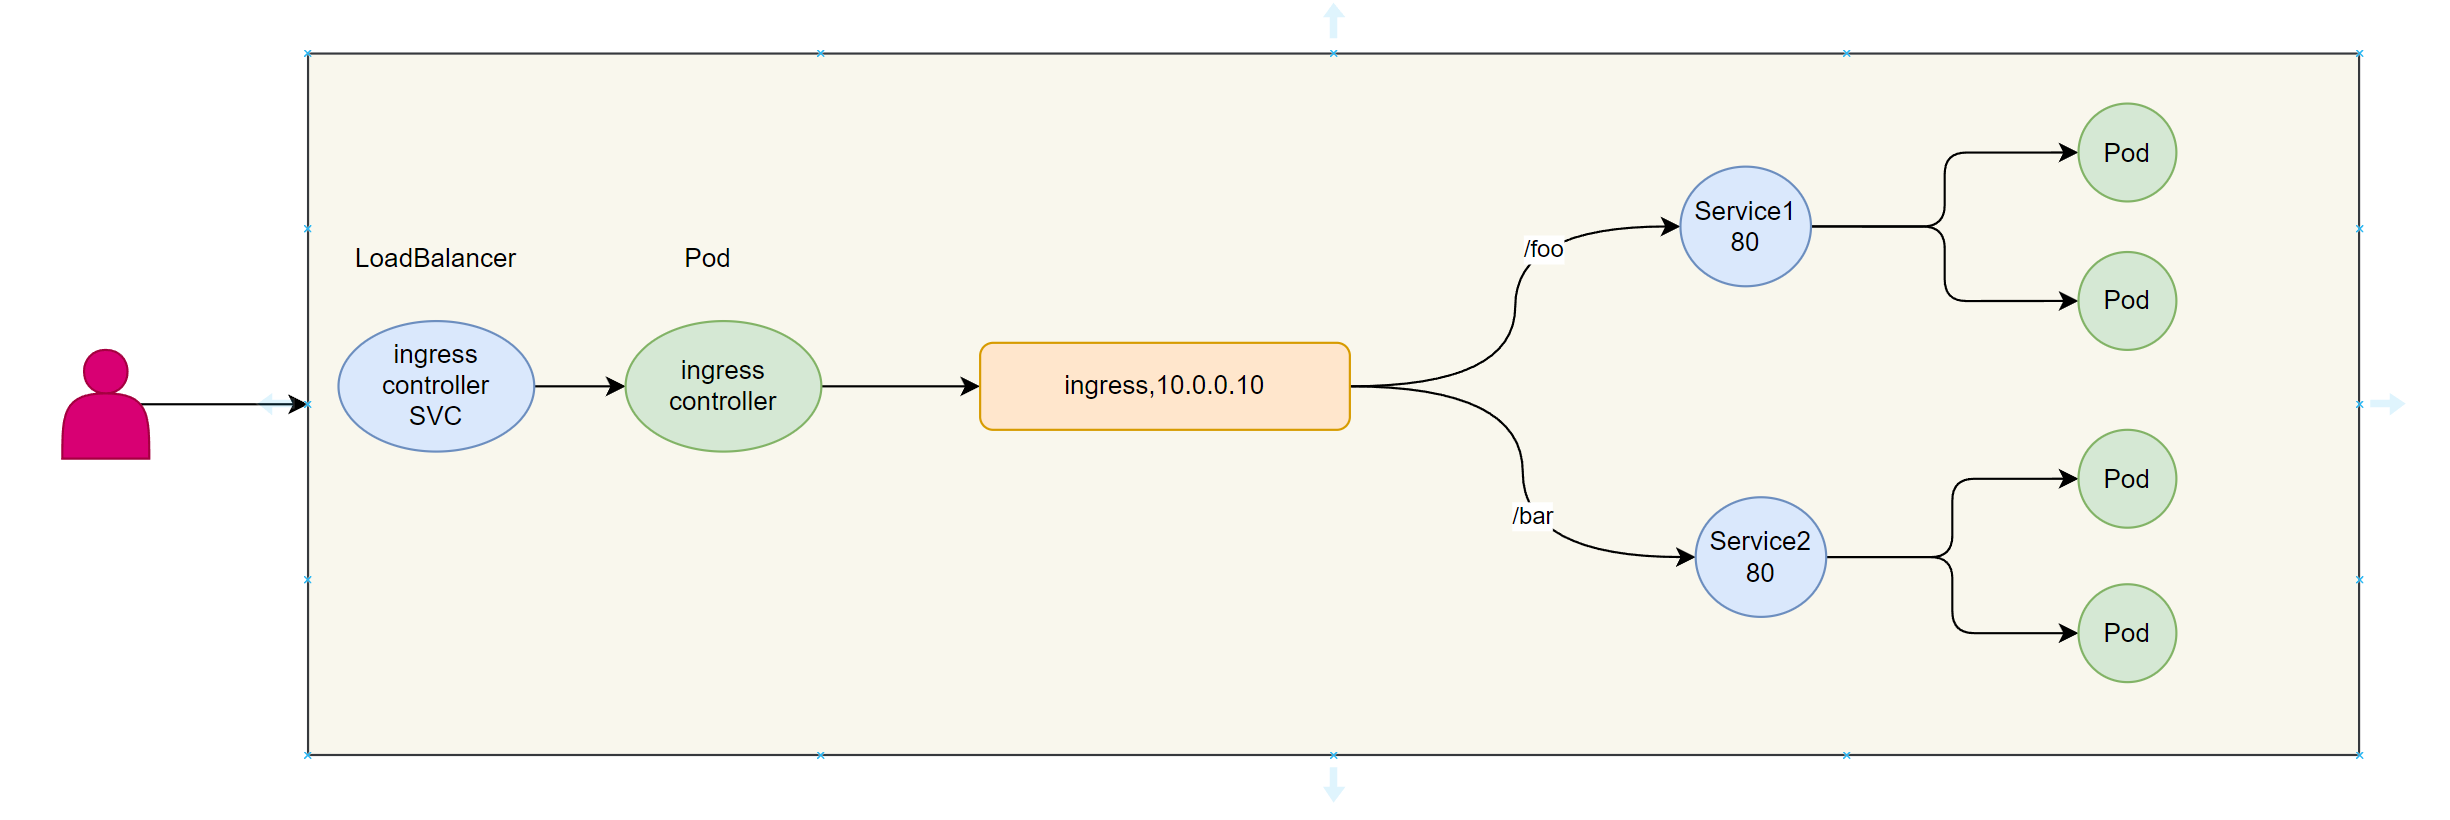 LoadBalancer
Pod
ingress
controller
SVC
ingress
controller
ingress,10.0.0.10
/foo
/bar
Service1
80
Service2
80
Pod
Pod
Pod
Pod